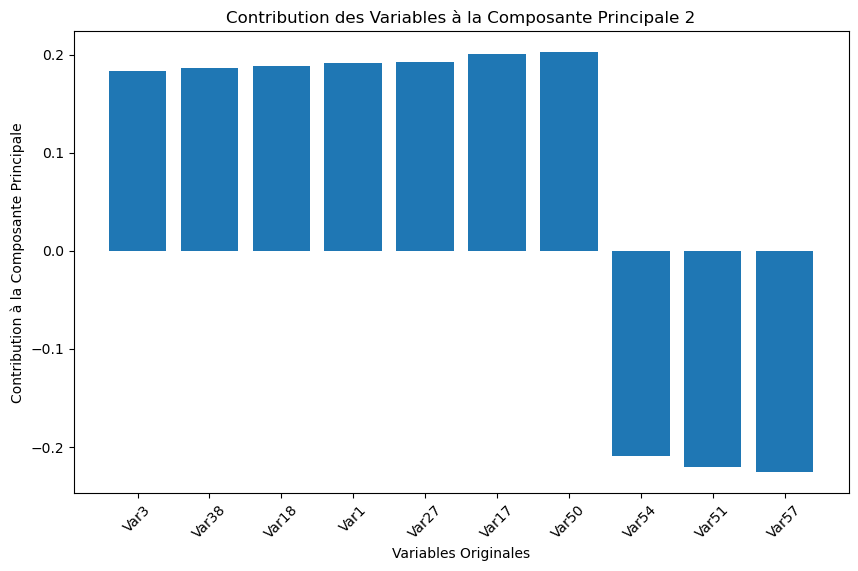 Contribution des Variables à la Composante Principale 2
Contribution à la Composante Principale
0.2
0.1
0.0
−0.1
−0.2
Var3
Var38
Var18
Var1
Var27
Var17
Var50
Var54
Var51
Var57
Variables Originales